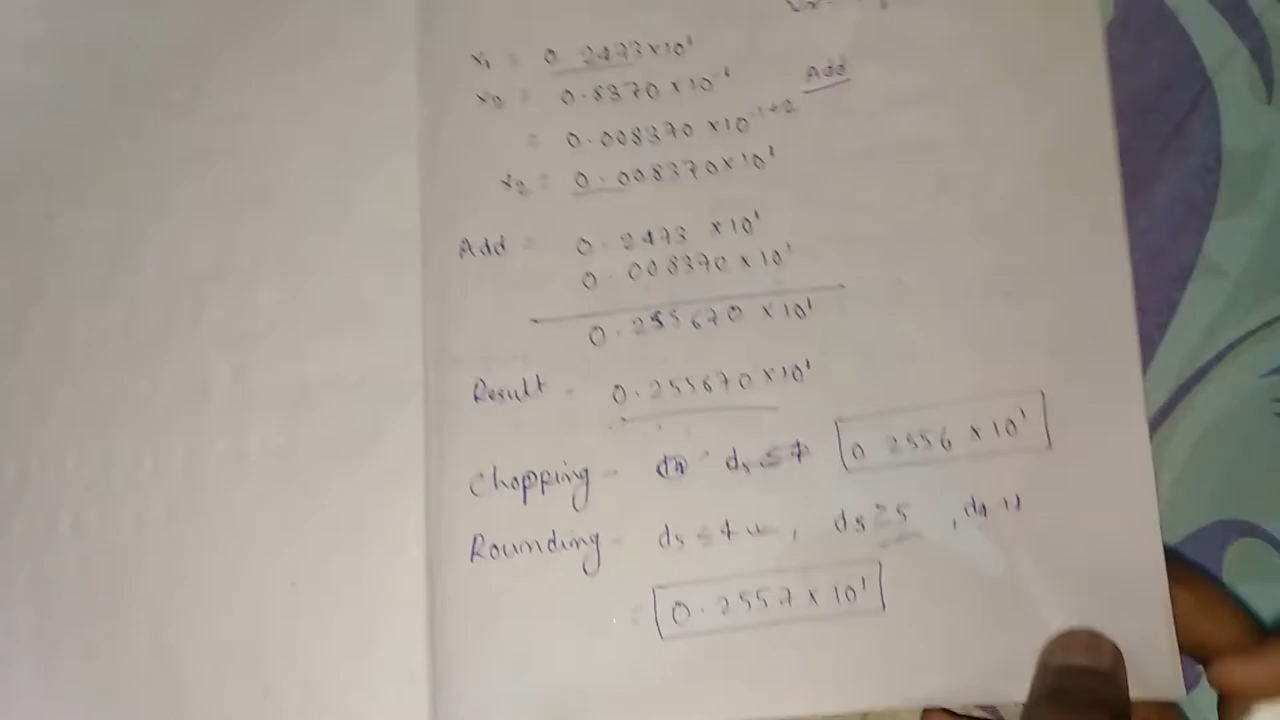 x₁ = 0.2473×10¹
x₂ = 0.8370×10⁻¹ Add
= 0.008370×10⁻¹⁺²
x₂ = 0.008370×10¹
Add = 0.2473 ×10¹
0.008370×10¹
0.255670 ×10¹
Result - 0.255670×10¹
Chopping - d₅ ≤ 4 0.2556 × 10¹
Rounding - d₅ ≤ 4, d₅ ≥ 5, d₄
= 0.2557×10¹